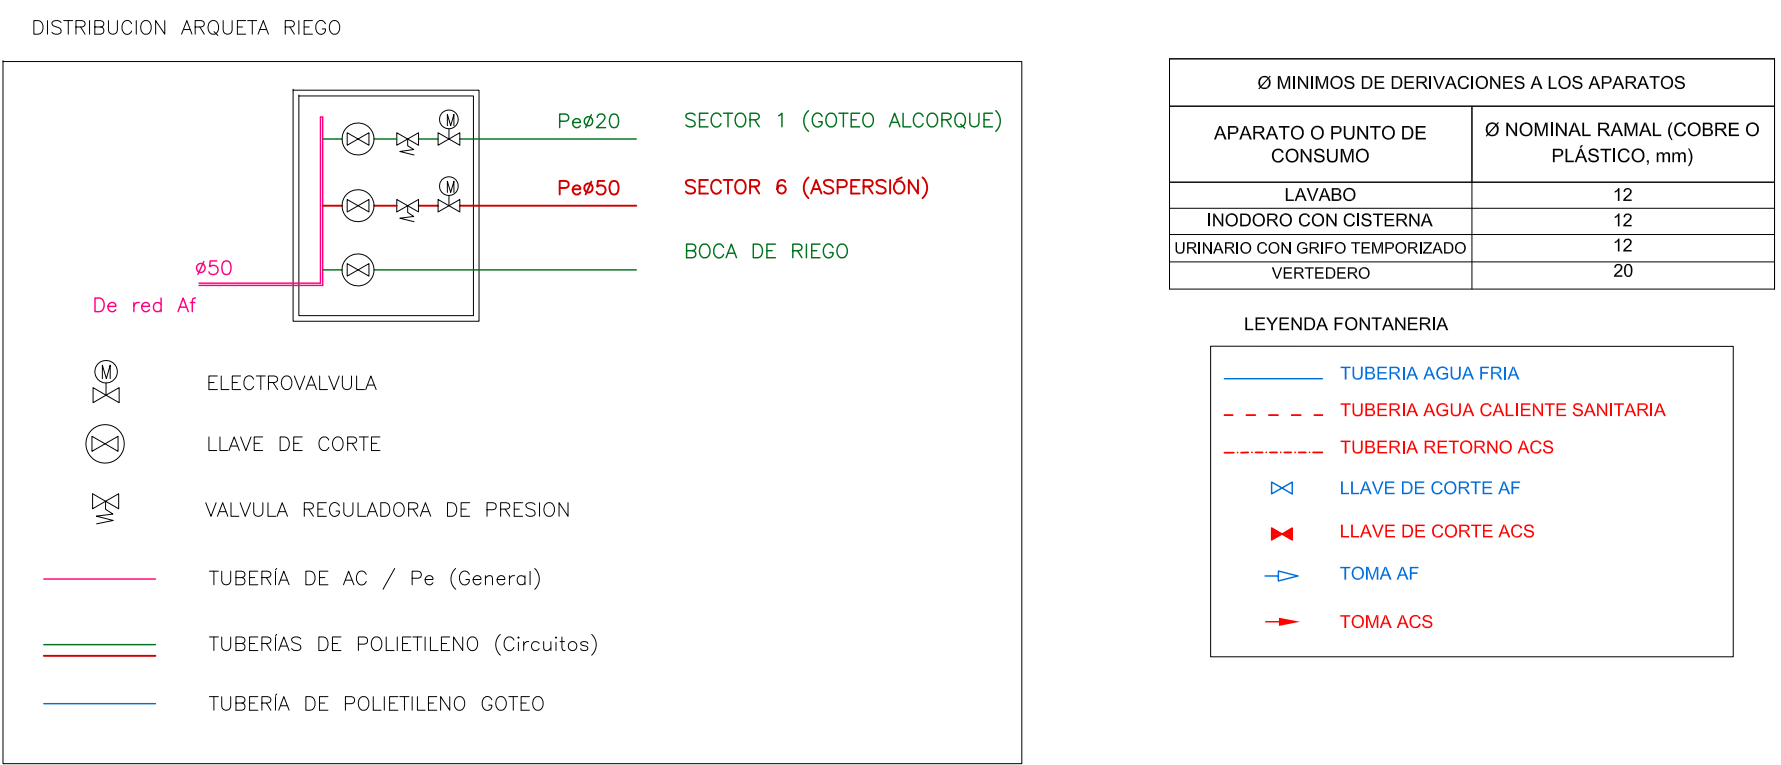 DISTRIBUCION ARQUETA RIEGO
M
Peø20
SECTOR 1 (GOTEO ALCORQUE)
M
Peø50
SECTOR 6 (ASPERSIÓN)
BOCA DE RIEGO
ø50
De red Af
M
ELECTROVALVULA
LLAVE DE CORTE
VALVULA REGULADORA DE PRESION
TUBERÍA DE AC / Pe (General)
TUBERÍAS DE POLIETILENO (Circuitos)
TUBERÍA DE POLIETILENO GOTEO
Ø MINIMOS DE DERIVACIONES A LOS APARATOS
APARATO O PUNTO DE
CONSUMO
Ø NOMINAL RAMAL (COBRE O
PLÁSTICO, mm)
LAVABO 12
INODORO CON CISTERNA 12
URINARIO CON GRIFO TEMPORIZADO 12
VERTEDERO 20
LEYENDA FONTANERIA
TUBERIA AGUA FRIA
TUBERIA AGUA CALIENTE SANITARIA
TUBERIA RETORNO ACS
LLAVE DE CORTE AF
LLAVE DE CORTE ACS
TOMA AF
TOMA ACS